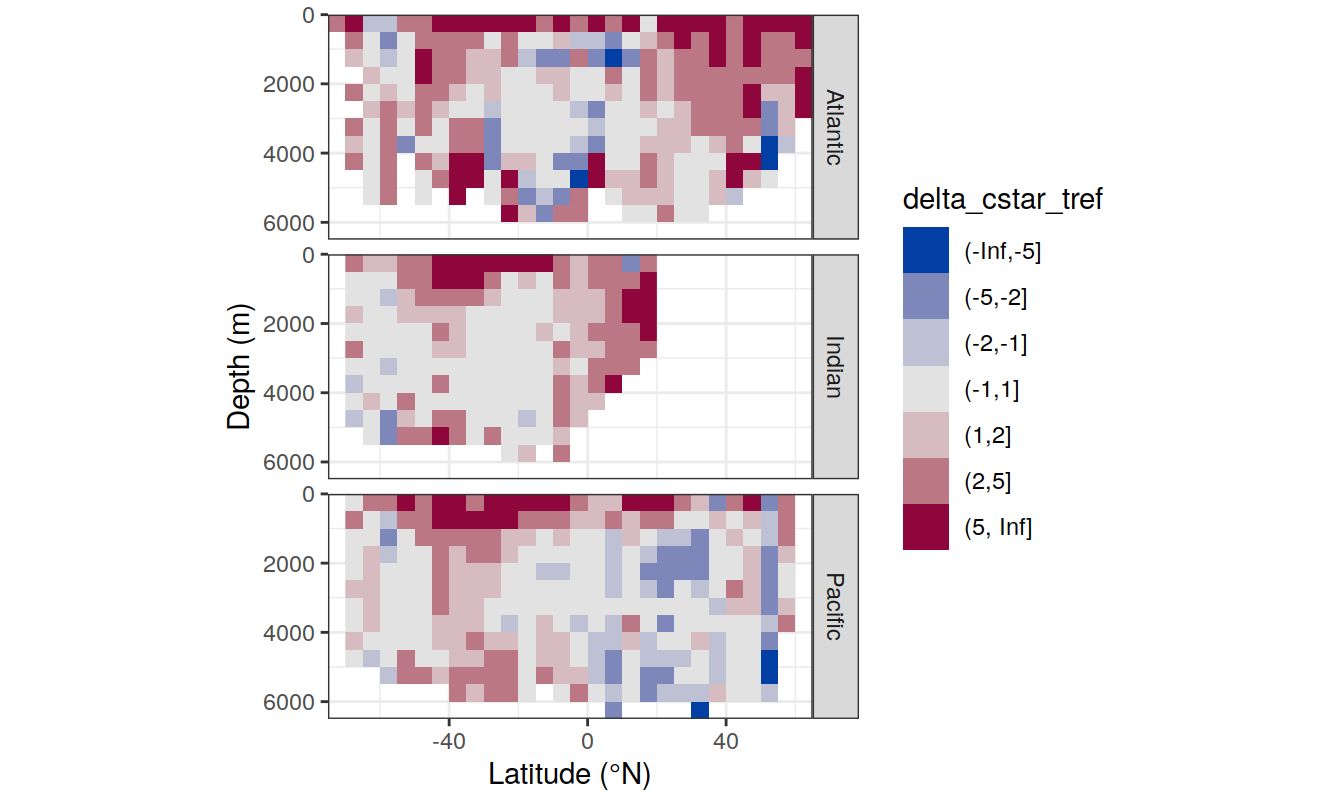 0
2000
4000
6000
Atlantic
0
2000
4000
6000
Indian
0
2000
4000
6000
Pacific
-40
0
40
Depth (m)
Latitude (°N)
delta_cstar_tref
(-Inf,-5]
(-5,-2]
(-2,-1]
(-1,1]
(1,2]
(2,5]
(5, Inf]